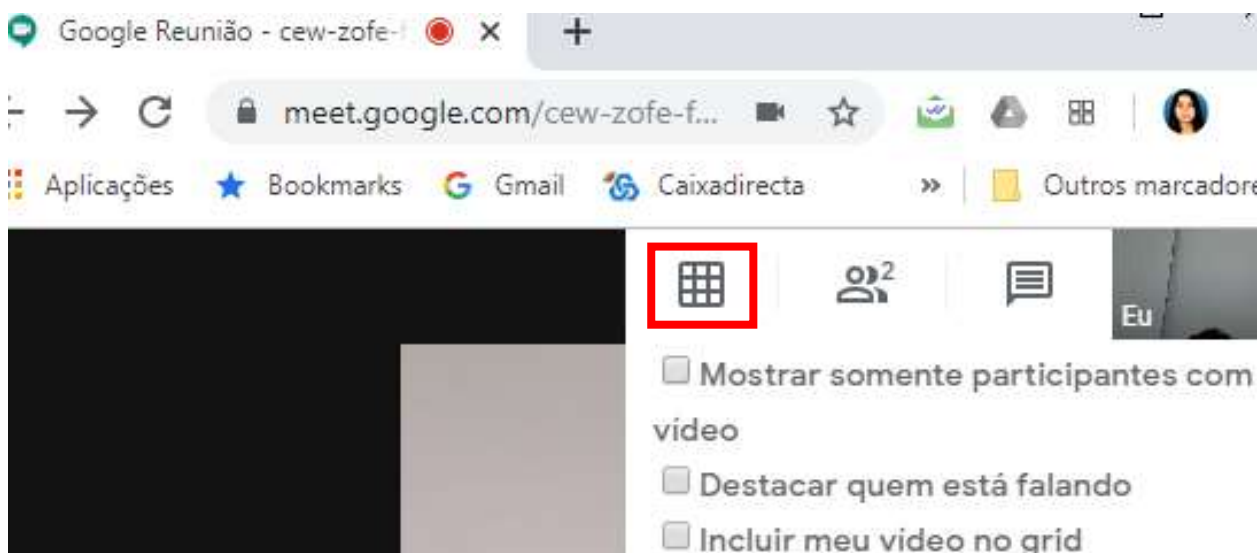 Google Reunião - cew-zofe-
meet.google.com/cew-zofe-f...
Aplicações Bookmarks G Gmail Caixadirecta » Outros marcadore
2
Eu
Mostrar somente participantes com
vídeo
Destacar quem está falando
Incluir meu video no grid